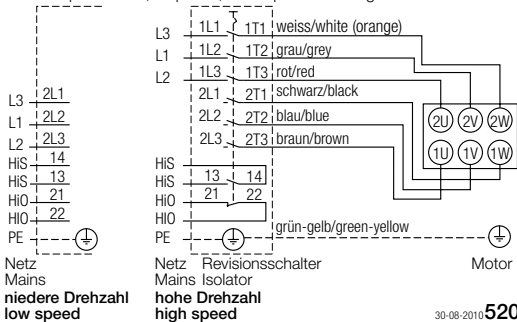 L3 1L1 1T1 weiss/white (orange)
L1 1L2 1T2 grau/grey
L2 1L3 1T3 rot/red
2L1 2T1 schwarz/black
2L2 2T2 blau/blue
2L3 2T3 braun/brown
2U 2V 2W
1U 1V 1W
L3 2L1
L1 2L2
L2 2L3
HiS 14
HiS 13
HiO 21
HIO 22
PE
HiS
HiS 13 14
HiO 21 22
HIO
PE grün-gelb/green-yellow
Netz
Mains
niedere Drehzahl
low speed
Netz Revisionsschalter
Mains Isolator
hohe Drehzahl
high speed
Motor
30-08-2010 520